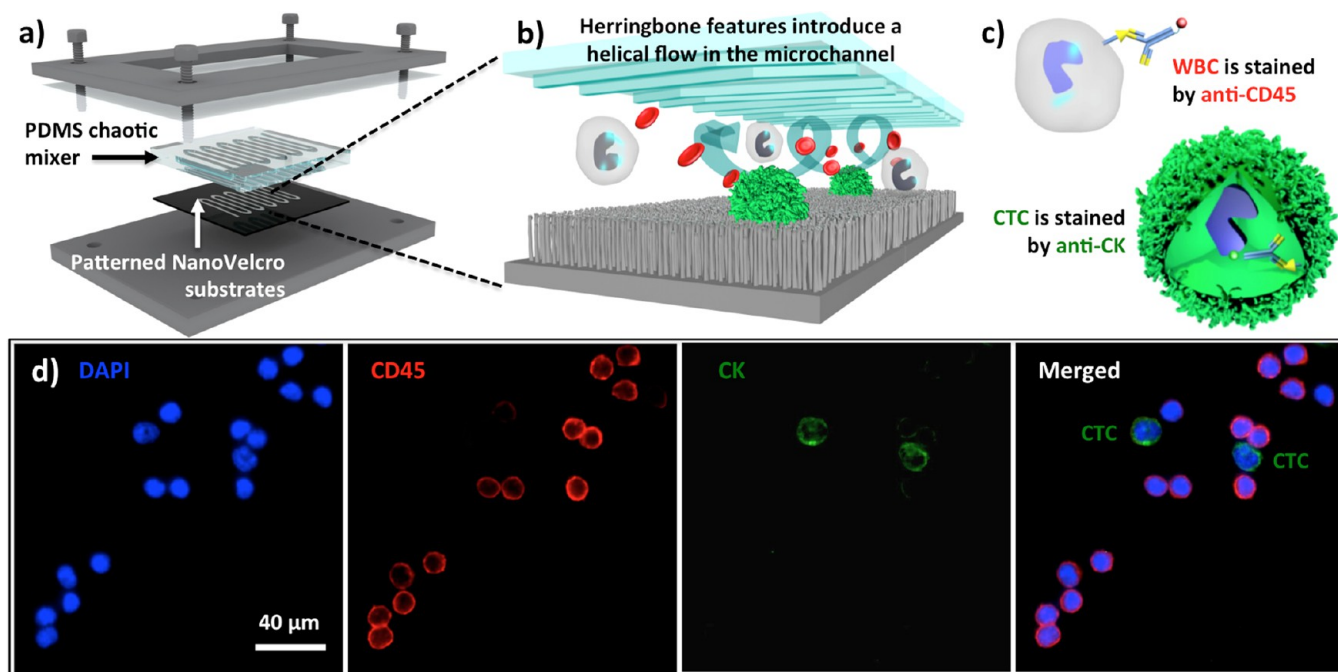 a)
PDMS chaotic
mixer
Patterned NanoVelcro
substrates
b)
Herringbone features introduce a
helical flow in the microchannel
c)
WBC is stained
by anti-CD45
CTC is stained
by anti-CK
d)
DAPI
40 μm
CD45
CK
Merged
CTC
CTC